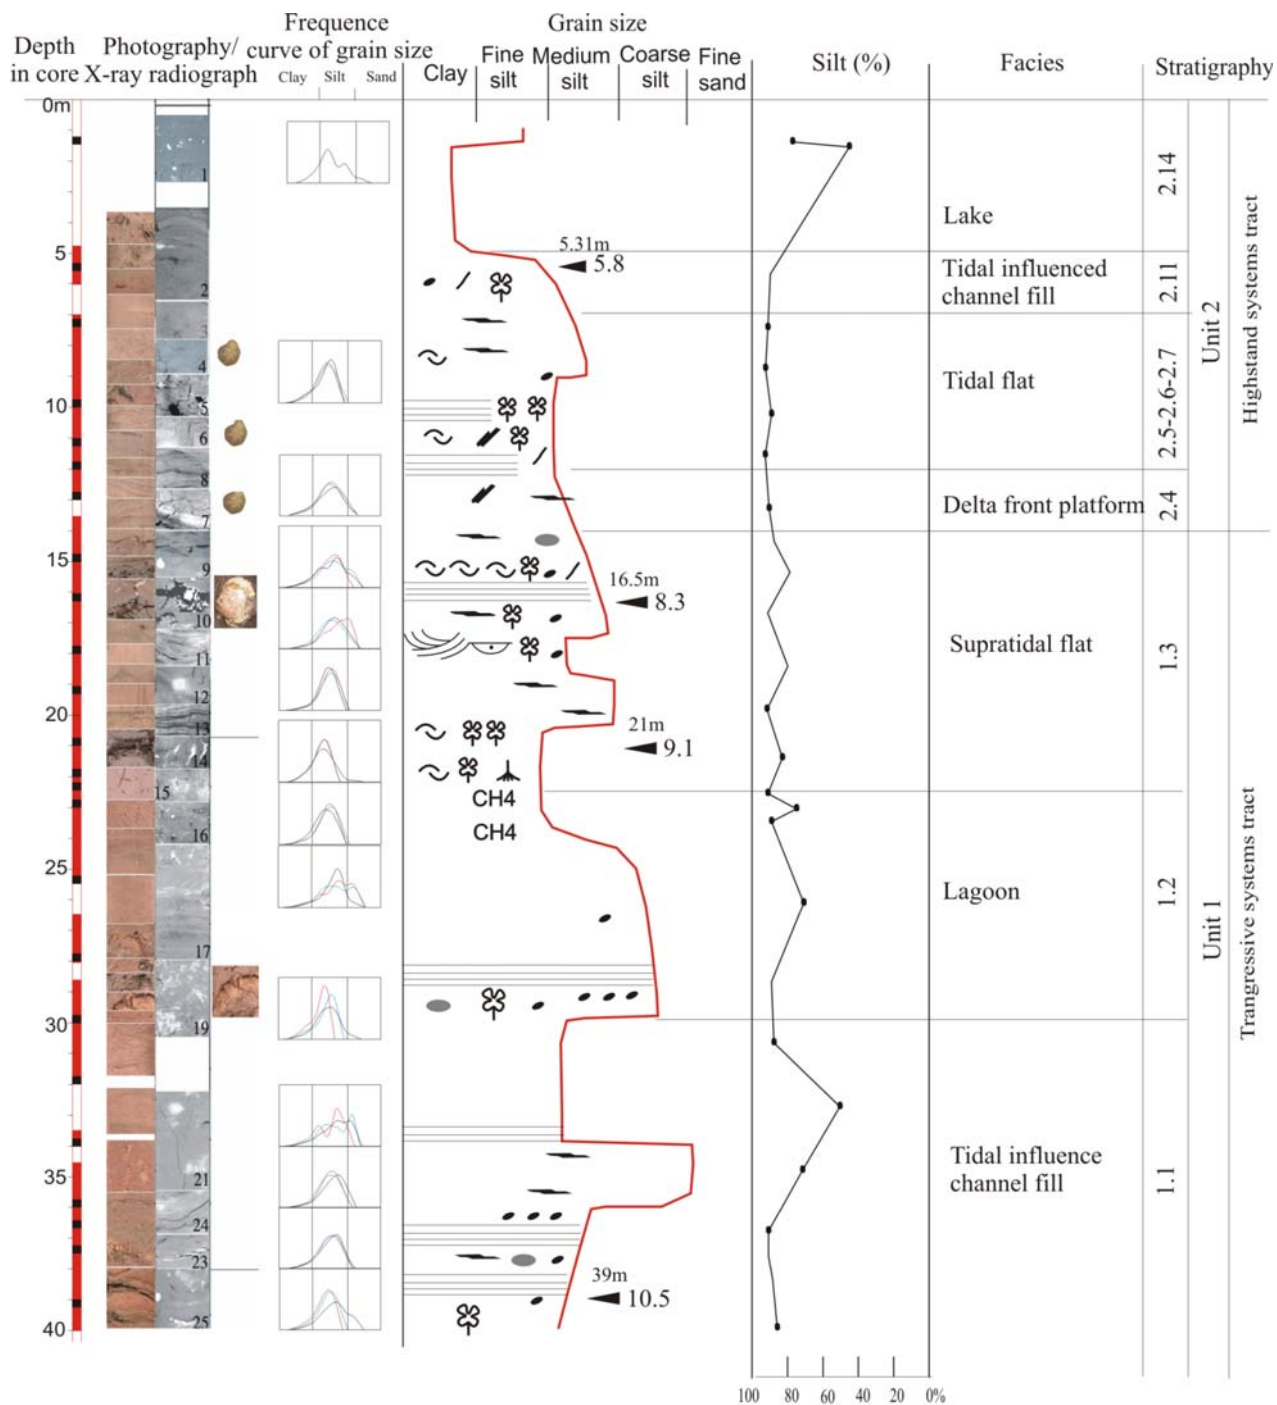 Depth
in core
Photography/
X-ray radiograph
Frequence
curve of grain size
Clay Silt Sand
Grain size
Clay
Fine
silt
Medium
silt
Coarse
silt
Fine
sand
Silt (%)
Facies
Stratigraphy
0m
5
10
15
20
25
30
35
40
1
2
3
4
5
6
8
7
9
10
11
12
13
14
15
16
17
19
21
24
23
25
5.31m
5.8
16.5m
8.3
21m
9.1
CH4
CH4
39m
10.5
Lake
Tidal influenced
channel fill
Tidal flat
Delta front platform
Supratidal flat
Lagoon
Tidal influence
channel fill
2.14
2.11
2.5-2.6-2.7
2.4
1.3
1.2
1.1
Unit 2
Unit 1
Highstand systems tract
Trangressive systems tract
100 80 60 40 20 0%